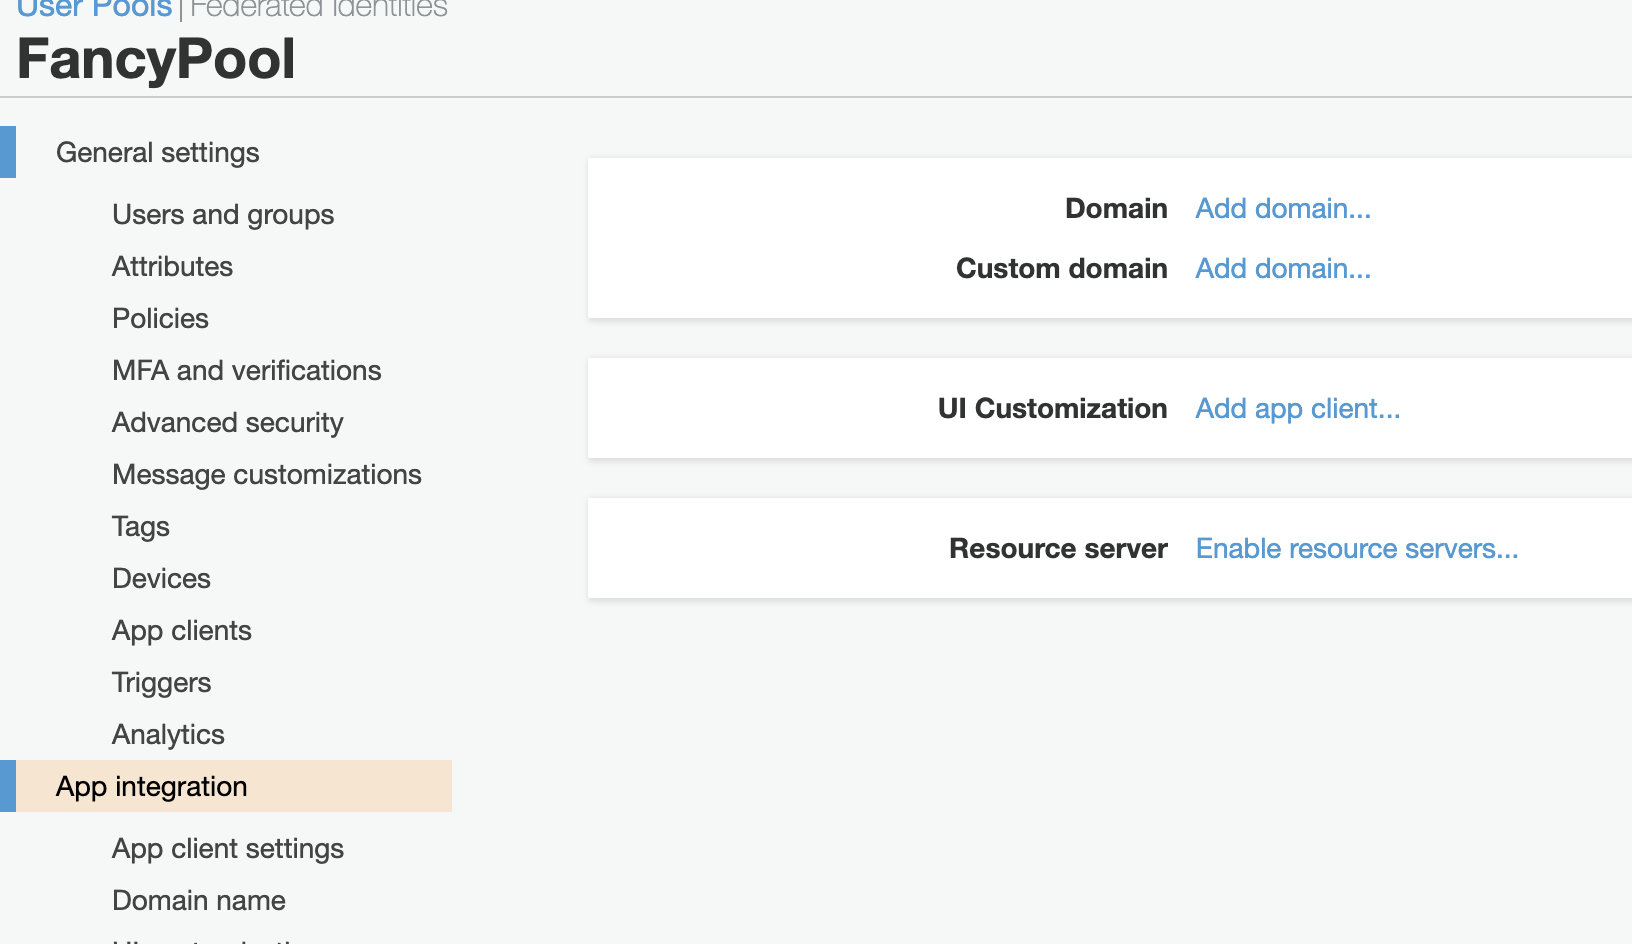 User Pools | Federated Identities
FancyPool
General settings
Users and groups
Attributes
Policies
MFA and verifications
Advanced security
Message customizations
Tags
Devices
App clients
Triggers
Analytics
App integration
App client settings
Domain name
Domain Add domain...
Custom domain Add domain...
UI Customization Add app client...
Resource server Enable resource servers...